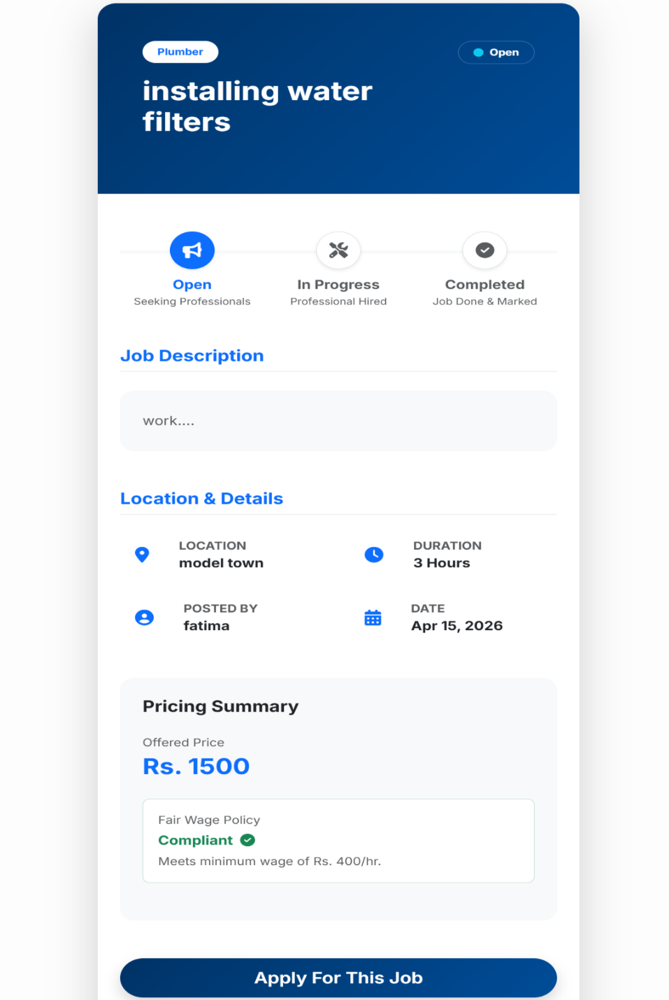 Plumber
Open
installing water
filters
Open
Seeking Professionals
In Progress
Professional Hired
Completed
Job Done & Marked
Job Description
work....
Location & Details
LOCATION
model town
DURATION
3 Hours
POSTED BY
fatima
DATE
Apr 15, 2026
Pricing Summary
Offered Price
Rs. 1500
Fair Wage Policy
Compliant
Meets minimum wage of Rs. 400/hr.
Apply For This Job